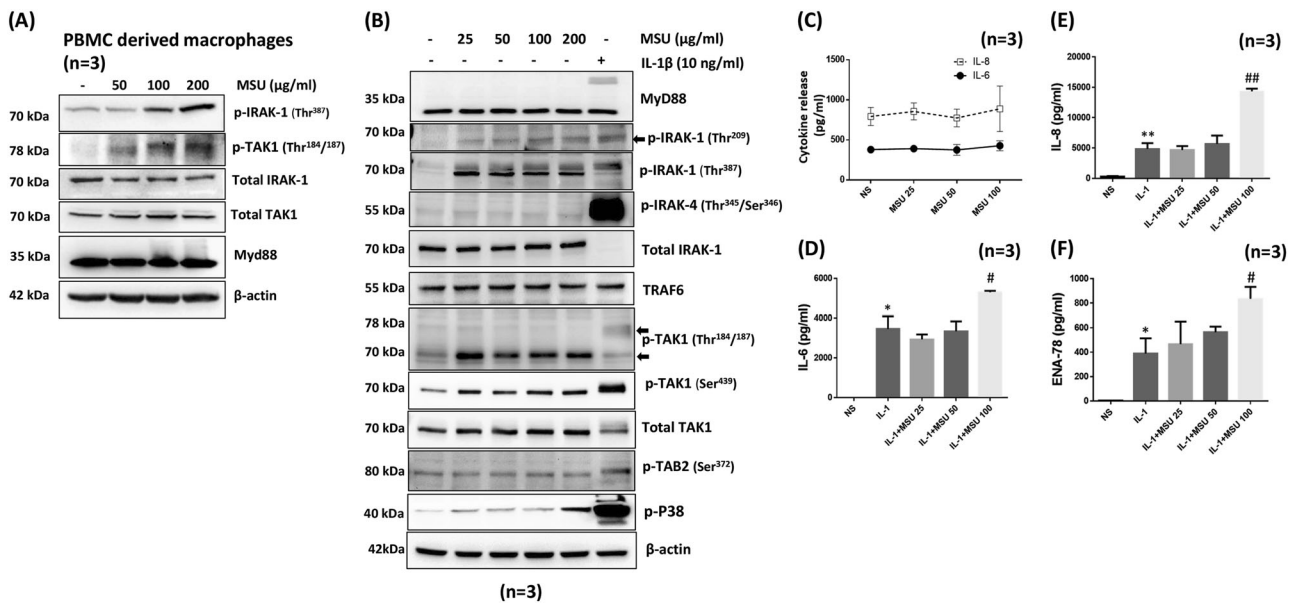 (A)
PBMC derived macrophages
(n=3)
- 50 100 200 MSU (µg/ml)
70 kDa p-IRAK-1 (Thr³⁸⁷)
78 kDa p-TAK1 (Thr¹⁸⁴/¹⁸⁷)
70 kDa Total IRAK-1
70 kDa Total TAK1
35 kDa Myd88
42 kDa β-actin
(B)
- 25 50 100 200 - MSU (µg/ml)
- - - - - + IL-1β (10 ng/ml)
35 kDa MyD88
70 kDa p-IRAK-1 (Thr²⁰⁹)
70 kDa p-IRAK-1 (Thr³⁸⁷)
55 kDa p-IRAK-4 (Thr³⁴⁵/Ser³⁴⁶)
70 kDa Total IRAK-1
55 kDa TRAF6
78 kDa
p-TAK1 (Thr¹⁸⁴/¹⁸⁷)
70 kDa
70 kDa p-TAK1 (Ser⁴³⁹)
70 kDa Total TAK1
80 kDa p-TAB2 (Ser³⁷²)
40 kDa p-P38
42kDa β-actin
(n=3)
(C)
(n=3)
IL-8
IL-6
Cytokine release
(pg/ml)
1500
1000
500
0
NS MSU 25 MSU 50 MSU 100
(D)
(n=3)
IL-6 (pg/ml)
6000
4000
2000
0
* #
NS IL-1 IL-1+MSU 25 IL-1+MSU 50 IL-1+MSU 100
(E)
(n=3)
IL-8 (pg/ml)
20000
15000
10000
5000
0
** ##
NS IL-1 IL-1+MSU 25 IL-1+MSU 50 IL-1+MSU 100
(F)
(n=3)
ENA-78 (pg/ml)
1000
800
600
400
200
0
* #
NS IL-1 IL-1+MSU 25 IL-1+MSU 50 IL-1+MSU 100